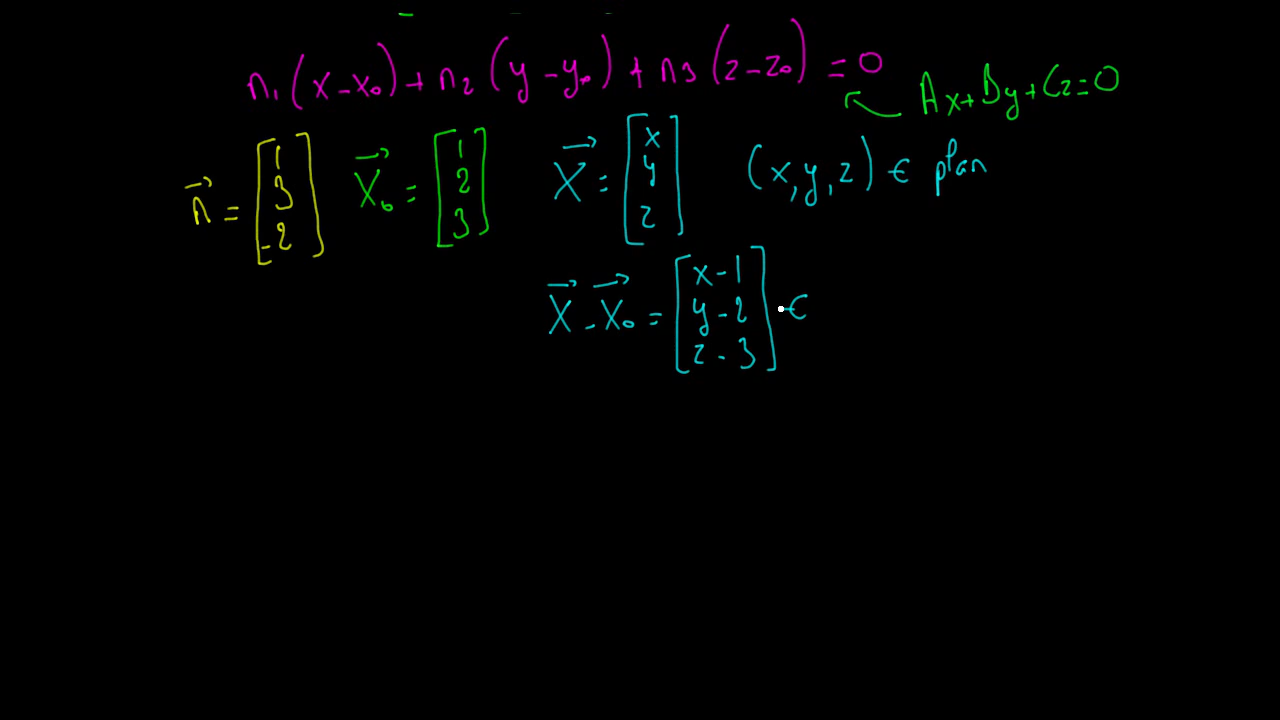 n₁(x-x₀)+n₂(y-y₀)+n₃(z-z₀)=0
Ax+By+Cz=0
n⃗ = [1 3 -2] X⃗₀ = [1 2 3] X⃗ = [x y z] (x,y,z) ∈ plan
X⃗ - X⃗₀ = [x-1 y-2 z-3] ∈